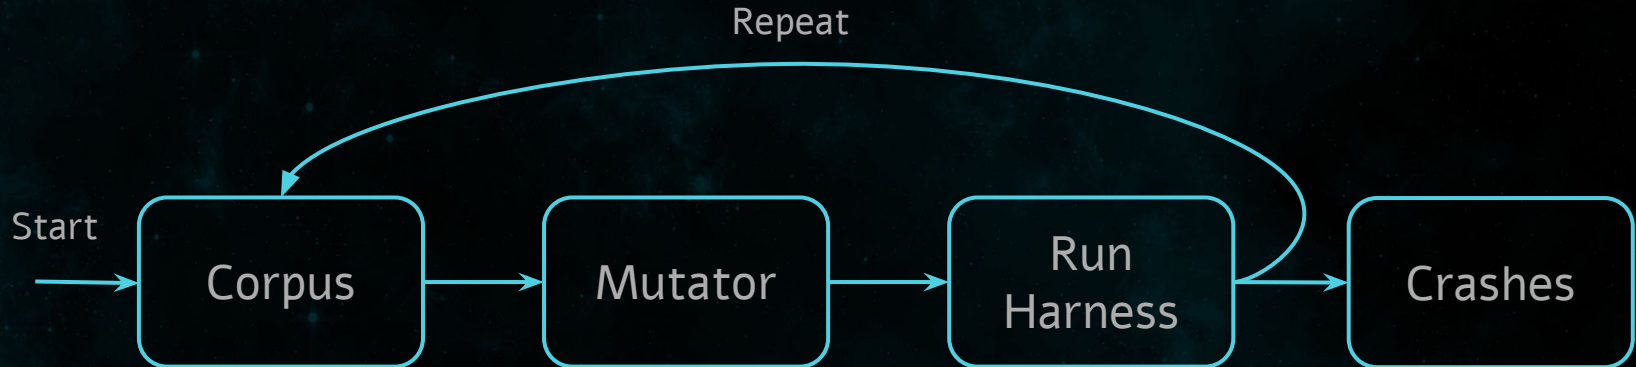 Repeat
Start
Corpus
Mutator
Run
Harness
Crashes